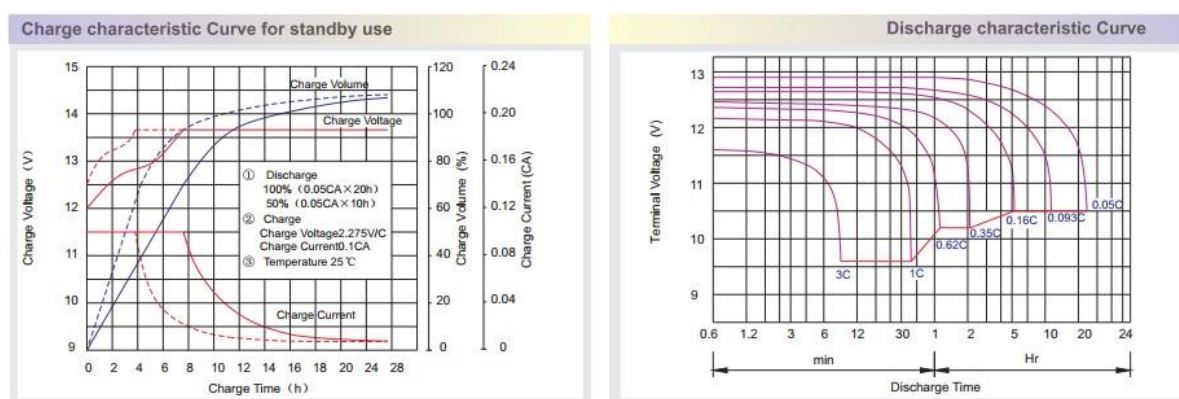 Charge characteristic Curve for standby use
15
14
13
12
11
10
9
Charge Voltage (V)
0 2 4 6 8 10 12 14 16 18 20 24 28
Charge Time (h)
120
100
80
60
40
20
0
Charge Volume (%)
0.24
0.20
0.16
0.12
0.08
0.04
0
Charge Current (CA)
Charge Volume
Charge Voltage
① Discharge
100% (0.05CA×20h)
50% (0.05CA×10h)
② Charge
Charge Voltage2.275V/C
Charge Current0.1CA
③ Temperature 25℃
Charge Current
Discharge characteristic Curve
13
12
11
10
9
Terminal Voltage (V)
0.05C
0.093C
0.16C
0.35C
0.62C
1C
3C
0.6 1.2 3 6 12 30 1 2 5 10 20 24
min Hr
Discharge Time